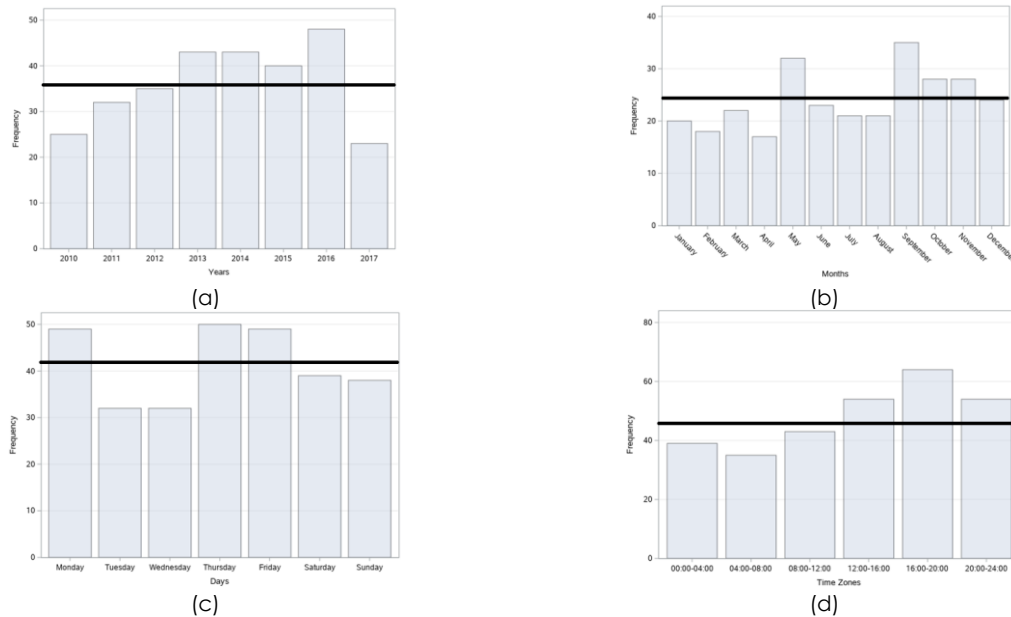 50
40
30
20
10
0
Frequency
2010 2011 2012 2013 2014 2015 2016 2017
Years
(a)
40
30
20
10
0
Frequency
January February March April May June July August September October November December
Months
(b)
50
40
30
20
10
0
Frequency
Monday Tuesday Wednesday Thursday Friday Saturday Sunday
Days
(c)
80
60
40
20
0
Frequency
00:00-04:00 04:00-08:00 08:00-12:00 12:00-16:00 16:00-20:00 20:00-24:00
Time Zones
(d)